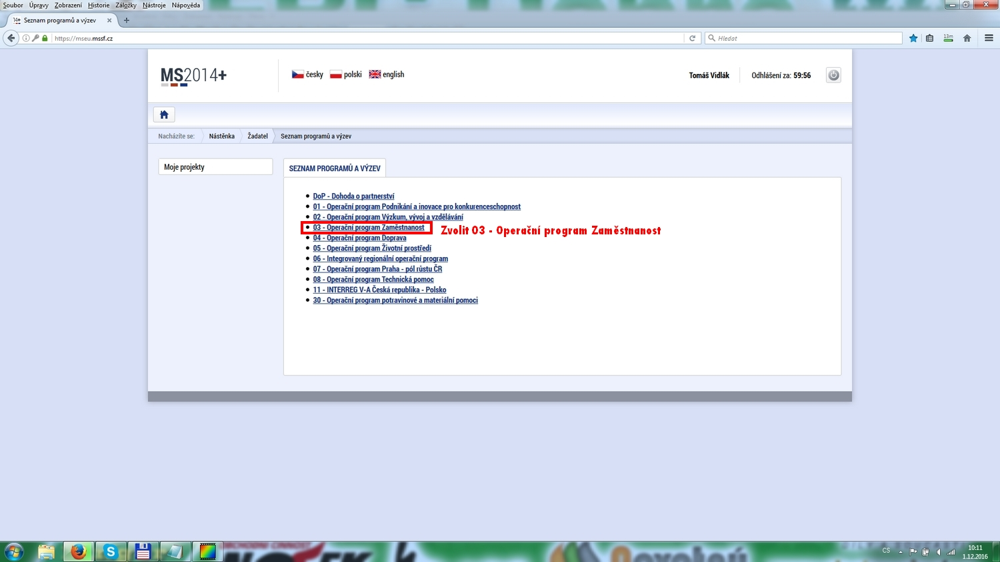 Soubor Úpravy Zobrazení Historie Záložky Nástroje Nápověda
14+ Seznam programů a výzev
https://mseu.mssf.cz
Hledat
13m
MS2014+
česky polski english
Tomáš Vidlák
Odhlášení za: 59:56
Nacházíte se: Nástěnka Žadatel Seznam programů a výzev
Moje projekty
SEZNAM PROGRAMŮ A VÝZEV
DoP - Dohoda o partnerství
01 - Operační program Podnikání a inovace pro konkurenceschopnost
02 - Operační program Výzkum, vývoj a vzdělávání
03 - Operační program Zaměstnanost
Zvolit 03 - Operační program Zaměstnanost
04 - Operační program Doprava
05 - Operační program Životní prostředí
06 - Integrovaný regionální operační program
07 - Operační program Praha - pól růstu ČR
08 - Operační program Technická pomoc
11 - INTERREG V-A Česká republika - Polsko
30 - Operační program potravinové a materiální pomoci
CS
10:11
1.12.2016